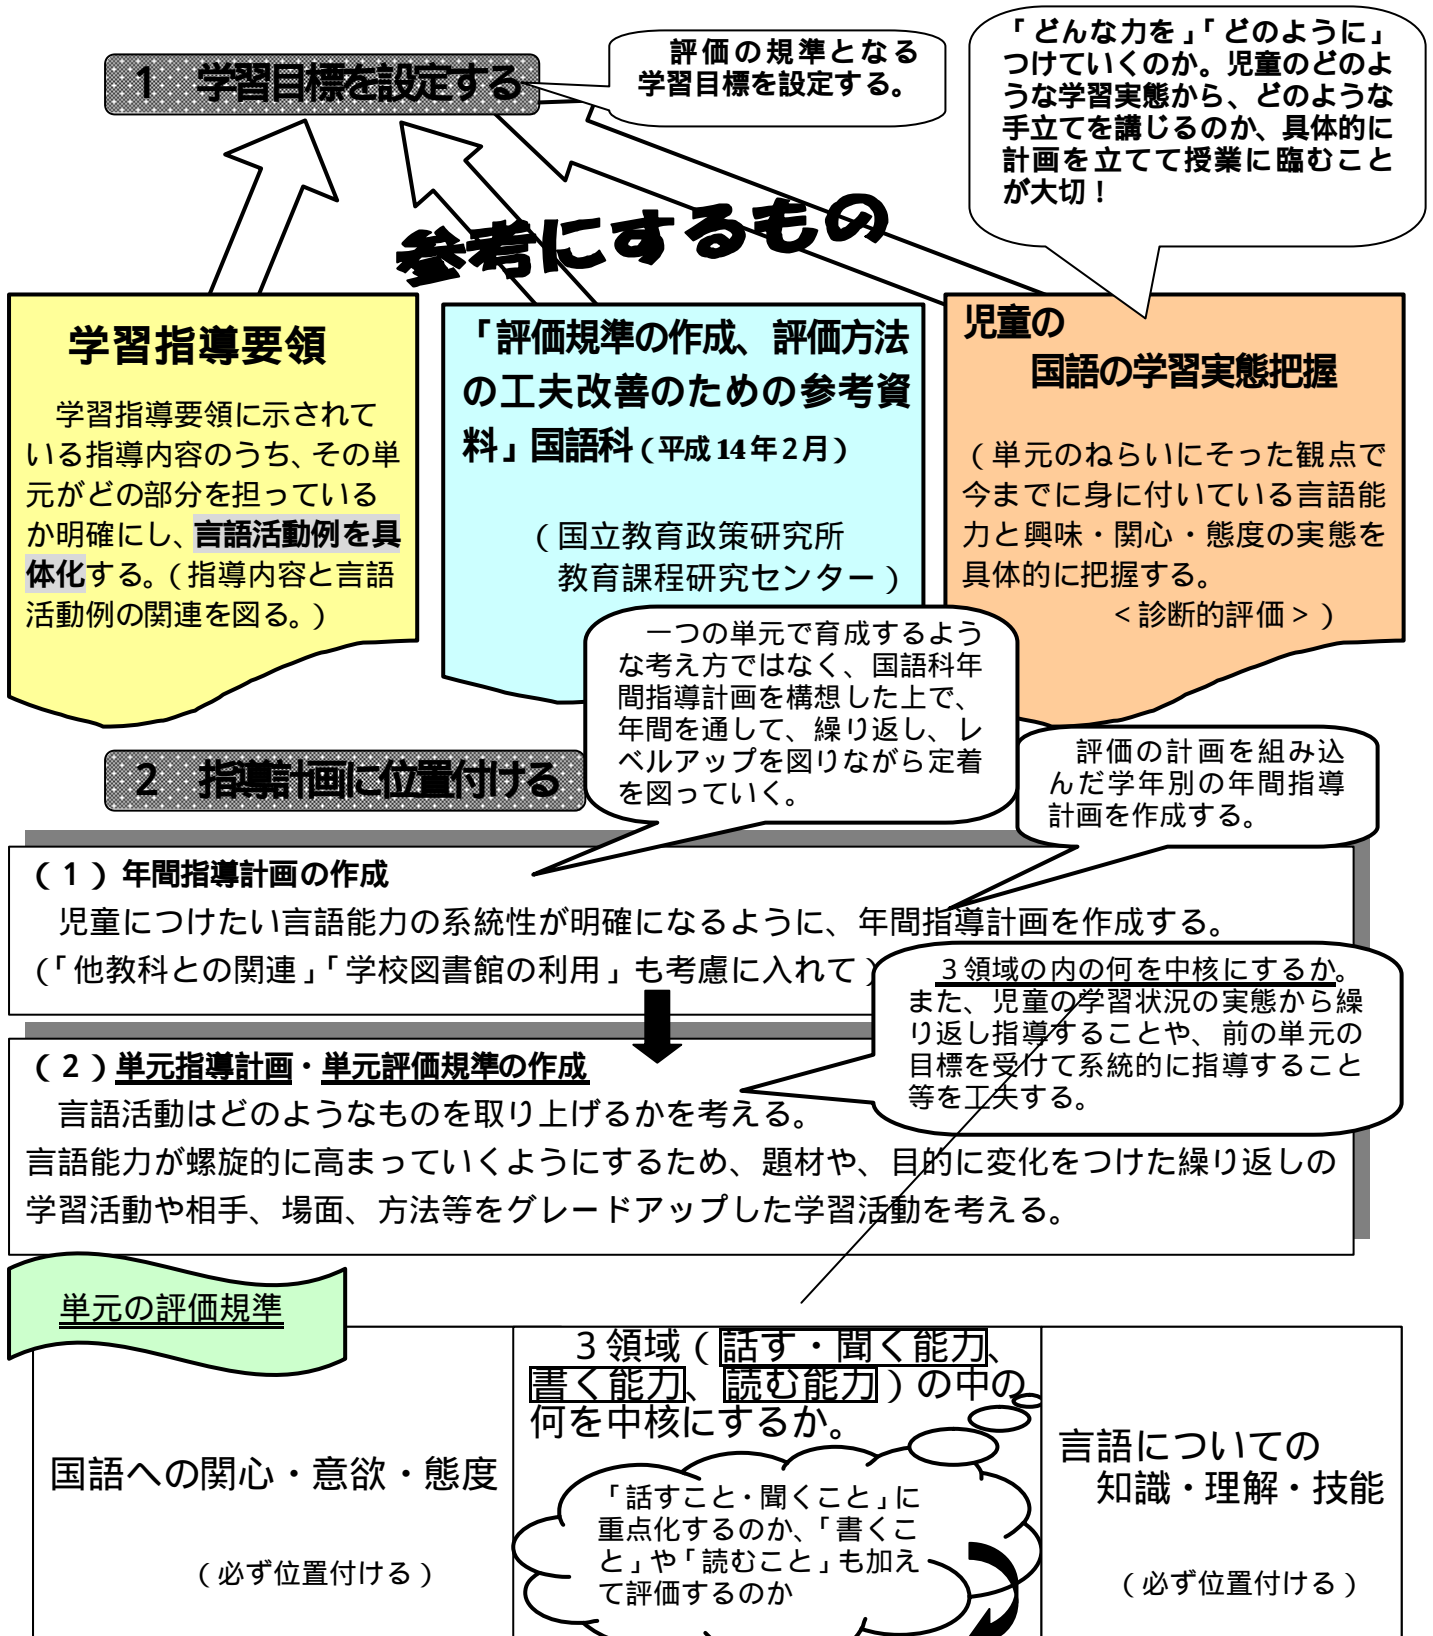 1　学習目標を設定する
評価の規準となる
学習目標を設定する。
「どんな力を」「どのように」
つけていくのか。児童のどのよ
うな学習実態から、どのような
手立てを講じるのか、具体的に
計画を立てて授業に臨むこと
が大切！
参考にするもの
学習指導要領
学習指導要領に示されて
いる指導内容のうち、その単
元がどの部分を担っている
か明確にし、言語活動例を具
体化する。（指導内容と言語
活動例の関連を図る。）
「評価規準の作成、評価方法
の工夫改善のための参考資
料」国語科（平成14年2月）
（国立教育政策研究所
教育課程研究センター）
児童の
国語の学習実態把握
（単元のねらいにそった観点で
今までに身に付いている言語能
力と興味・関心・態度の実態を
具体的に把握する。
＜診断的評価＞）
一つの単元で育成するよう
な考え方ではなく、国語科年
間指導計画を構想した上で、
年間を通して、繰り返し、レ
ベルアップを図りながら定着
を図っていく。
評価の計画を組み込
んだ学年別の年間指導
計画を作成する。
2　指導計画に位置付ける
（1）年間指導計画の作成
児童につけたい言語能力の系統性が明確になるように、年間指導計画を作成する。
（「他教科との関連」「学校図書館の利用」も考慮に入れて）
3領域の内の何を中核にするか。
また、児童の学習状況の実態から繰
り返し指導することや、前の単元の
目標を受けて系統的に指導すること
等を工夫する。
（2）単元指導計画・単元評価規準の作成
言語活動はどのようなものを取り上げるかを考える。
言語能力が螺旋的に高まっていくようにするため、題材や、目的に変化をつけた繰り返しの
学習活動や相手、場面、方法等をグレードアップした学習活動を考える。
単元の評価規準
国語への関心・意欲・態度
（必ず位置付ける）
3領域（話す・聞く能力、
書く能力、読む能力）の中の
何を中核にするか。
「話すこと・聞くこと」に
重点化するのか、「書くこ
と」や「読むこと」も加え
て評価するのか
言語についての
知識・理解・技能
（必ず位置付ける）